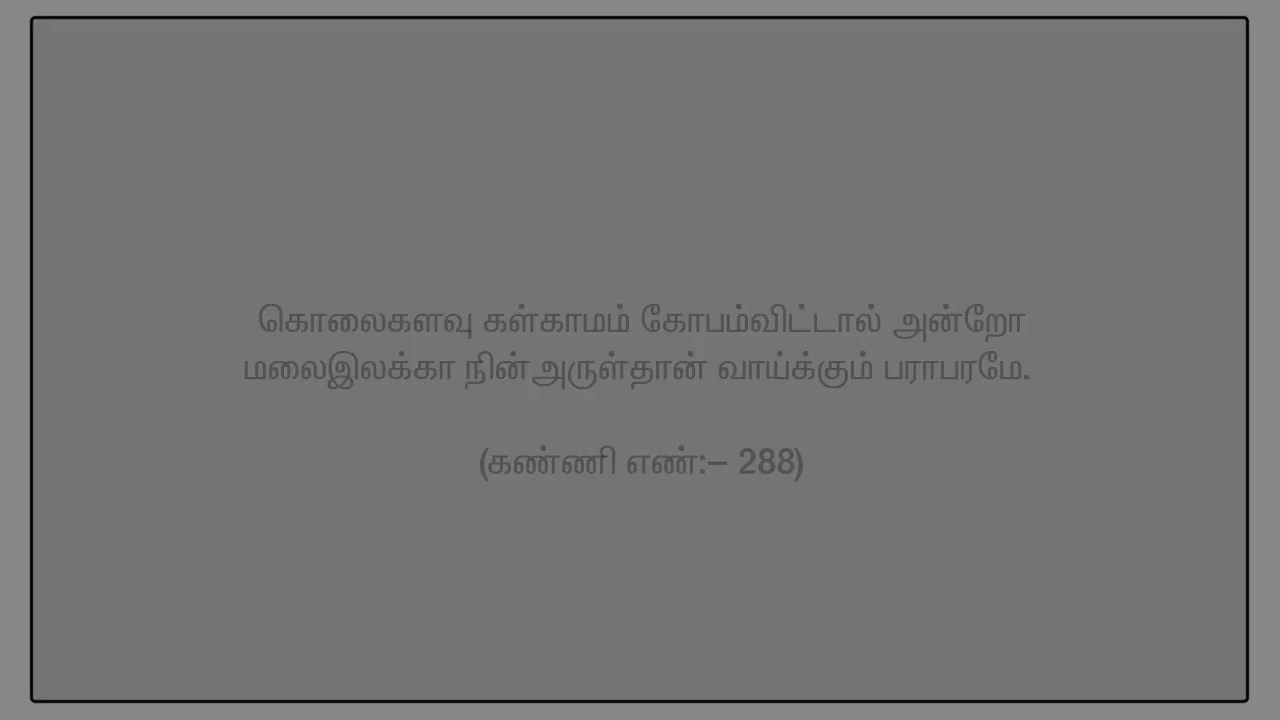 கொலைகளவு கள்காமம் கோபம்விட்டால் அன்றோ
மலைஇலக்கா நின்அருள்தான் வாய்க்கும் பராபரமே.
(கண்ணி எண்:– 288)